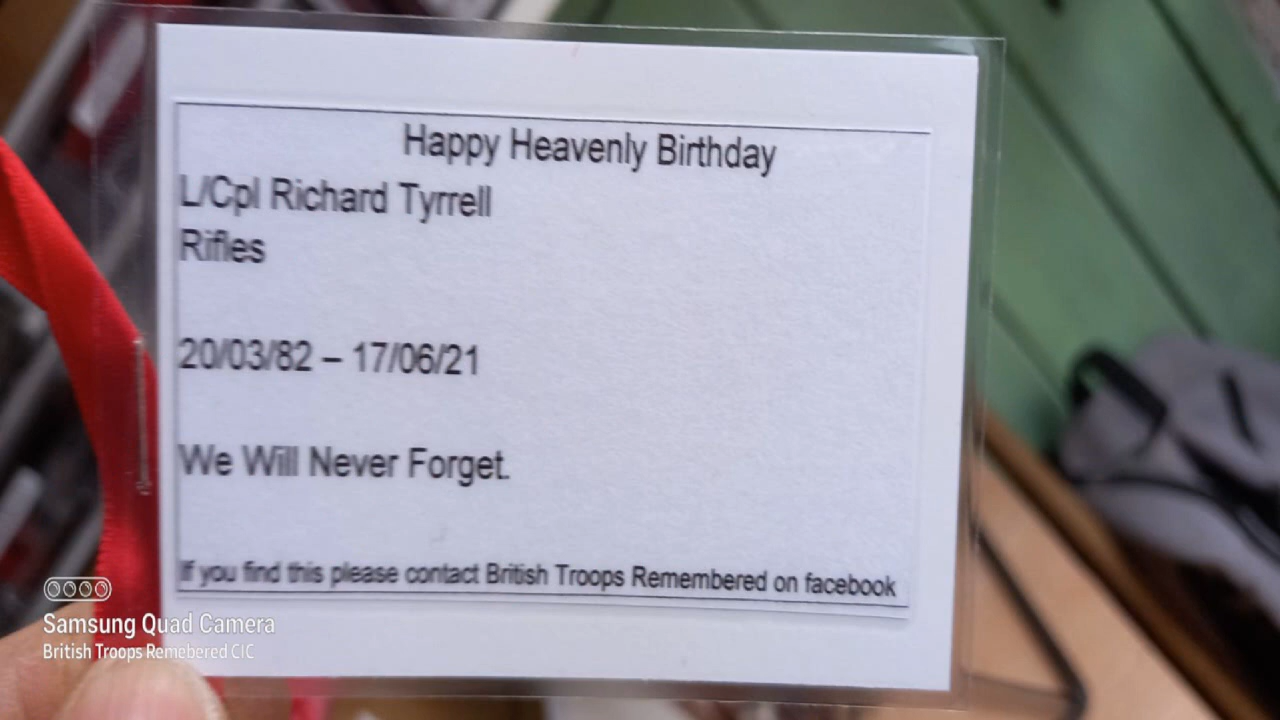 Happy Heavenly Birthday
L/Cpl Richard Tyrrell
Rifles
20/03/82 – 17/06/21
We Will Never Forget.
If you find this please contact British Troops Remembered on facebook
Samsung Quad Camera
British Troops Remebered CIC